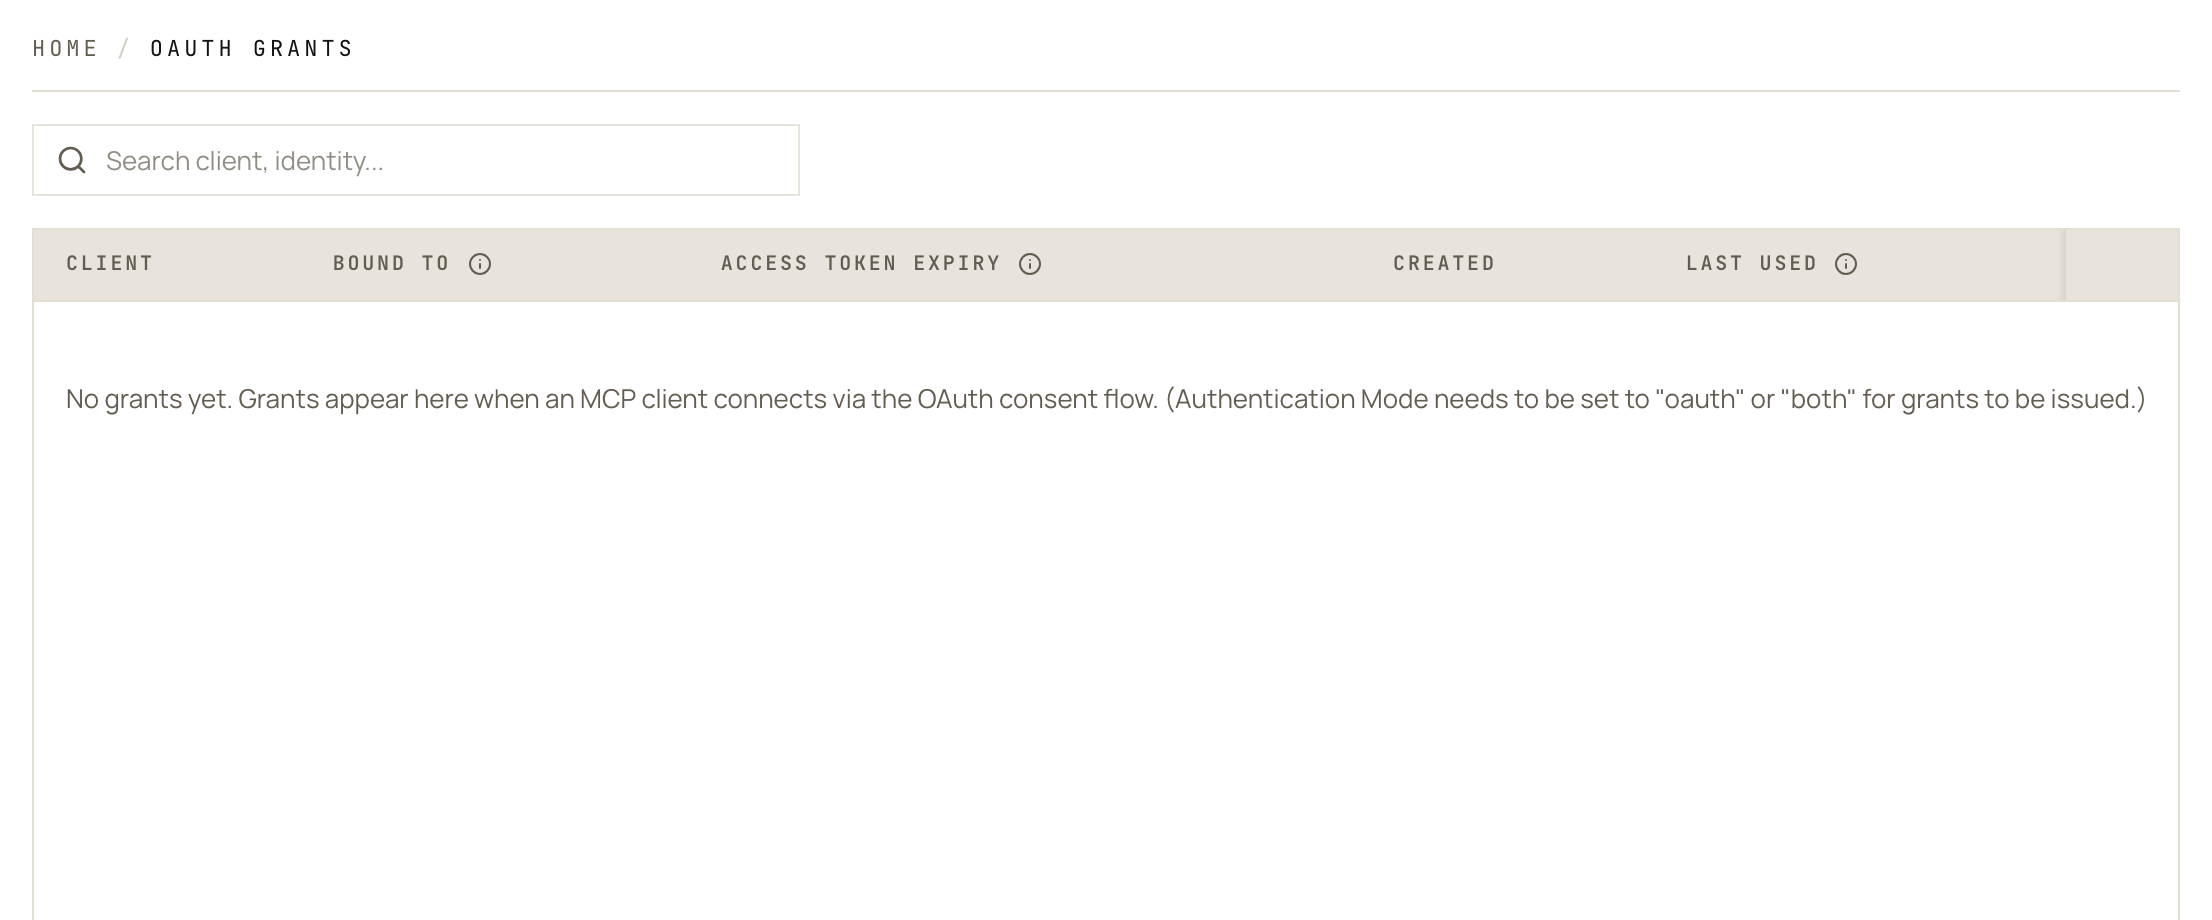 HOME / OAUTH GRANTS
Search client, identity...
CLIENT BOUND TO ACCESS TOKEN EXPIRY CREATED LAST USED
No grants yet. Grants appear here when an MCP client connects via the OAuth consent flow. (Authentication Mode needs to be set to "oauth" or "both" for grants to be issued.)